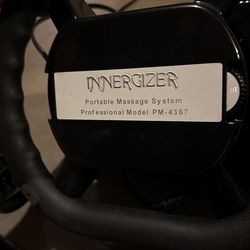 INNERGIZER
Portable Massage System
Professional Model PM-4367